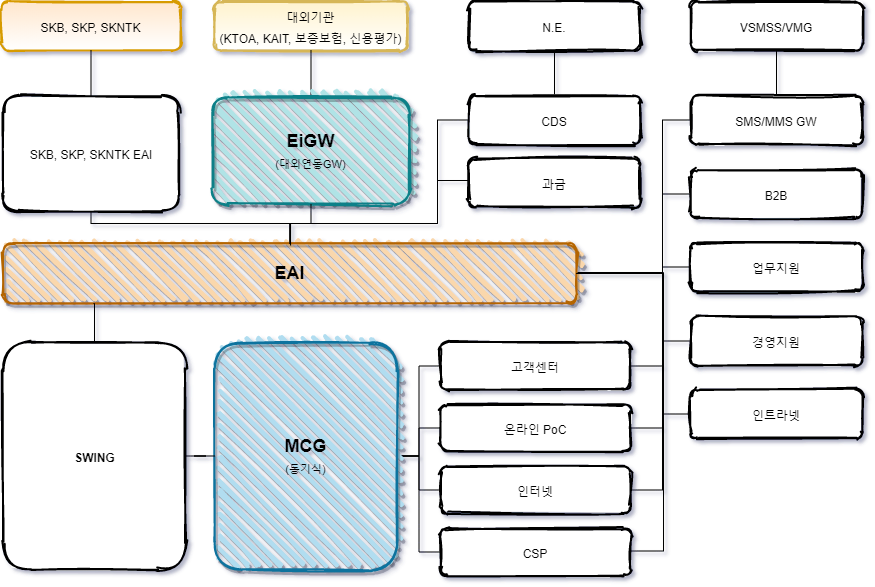 SKB, SKP, SKNTK
대외기관
(KTOA, KAIT, 보증보험, 신용평가)
N.E.
VSMSS/VMG
SKB, SKP, SKNTK EAI
EiGW
(대외연동GW)
CDS
과금
SMS/MMS GW
B2B
업무지원
경영지원
인트라넷
EAI
SWING
MCG
(동기식)
고객센터
온라인 PoC
인터넷
CSP